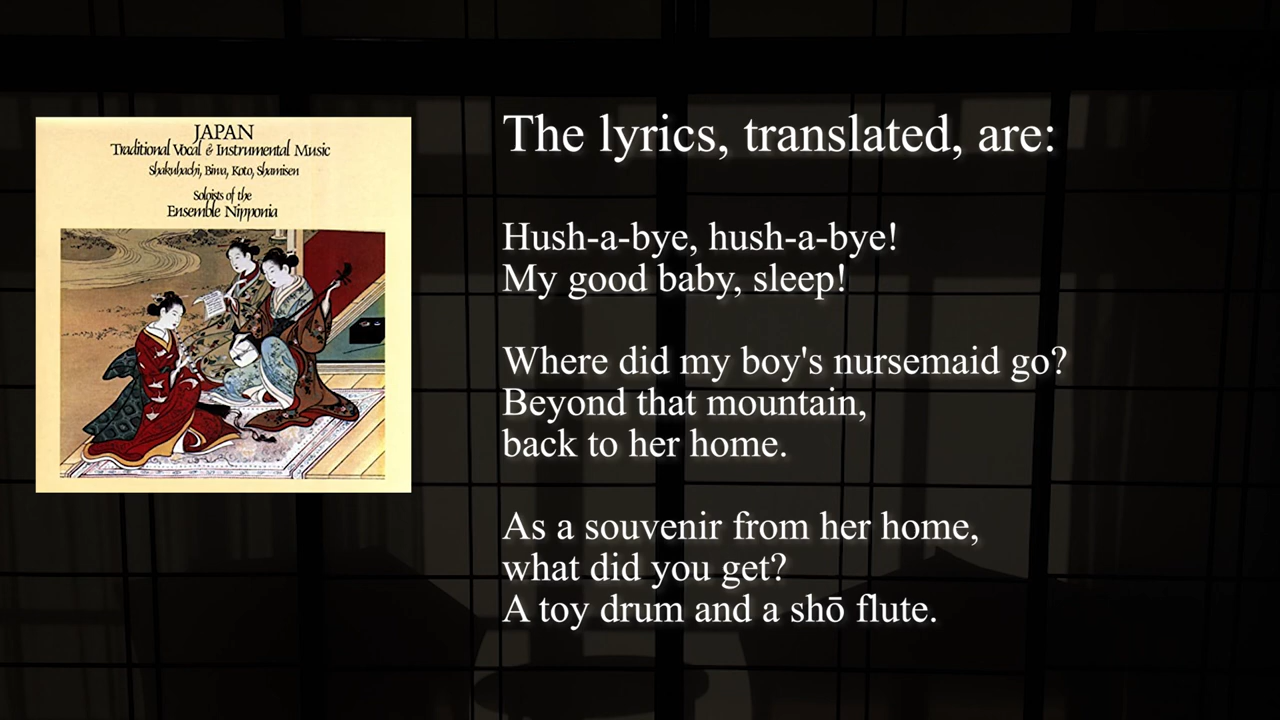 JAPAN
Traditional Vocal & Instrumental Music
Shakuhachi, Biwa, Koto, Shamisen
Soloists of the
Ensemble Nipponia
The lyrics, translated, are:
Hush-a-bye, hush-a-bye!
My good baby, sleep!
Where did my boy's nursemaid go?
Beyond that mountain,
back to her home.
As a souvenir from her home,
what did you get?
A toy drum and a shō flute.